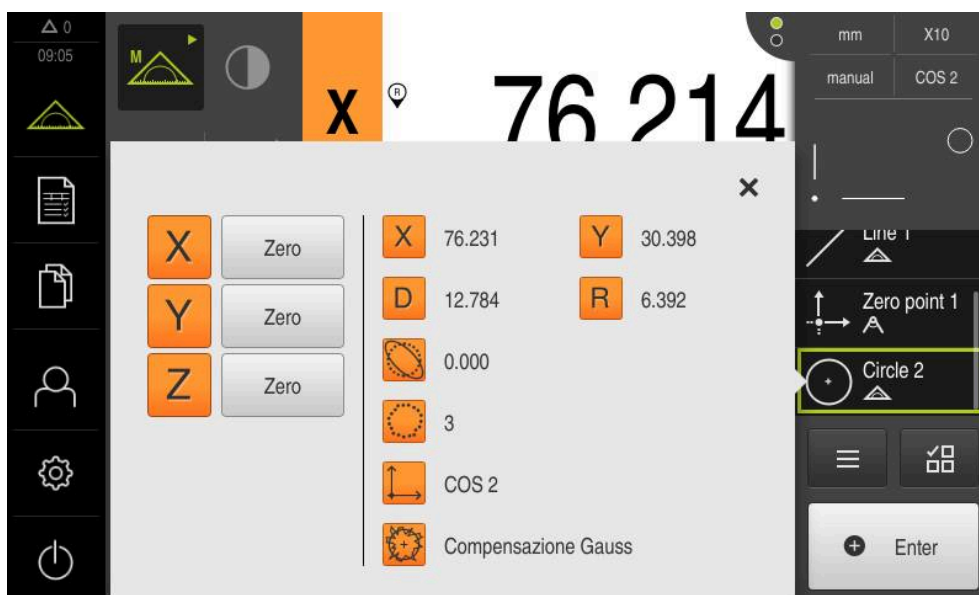 0
09:05
M
X
R
76.214
mm
X10
manual
COS 2
X
Zero
Y
Zero
Z
Zero
X
76.231
Y
30.398
D
12.784
R
6.392
0.000
3
COS 2
Compensazione Gauss
Line 1
Zero point 1
Circle 2
Enter